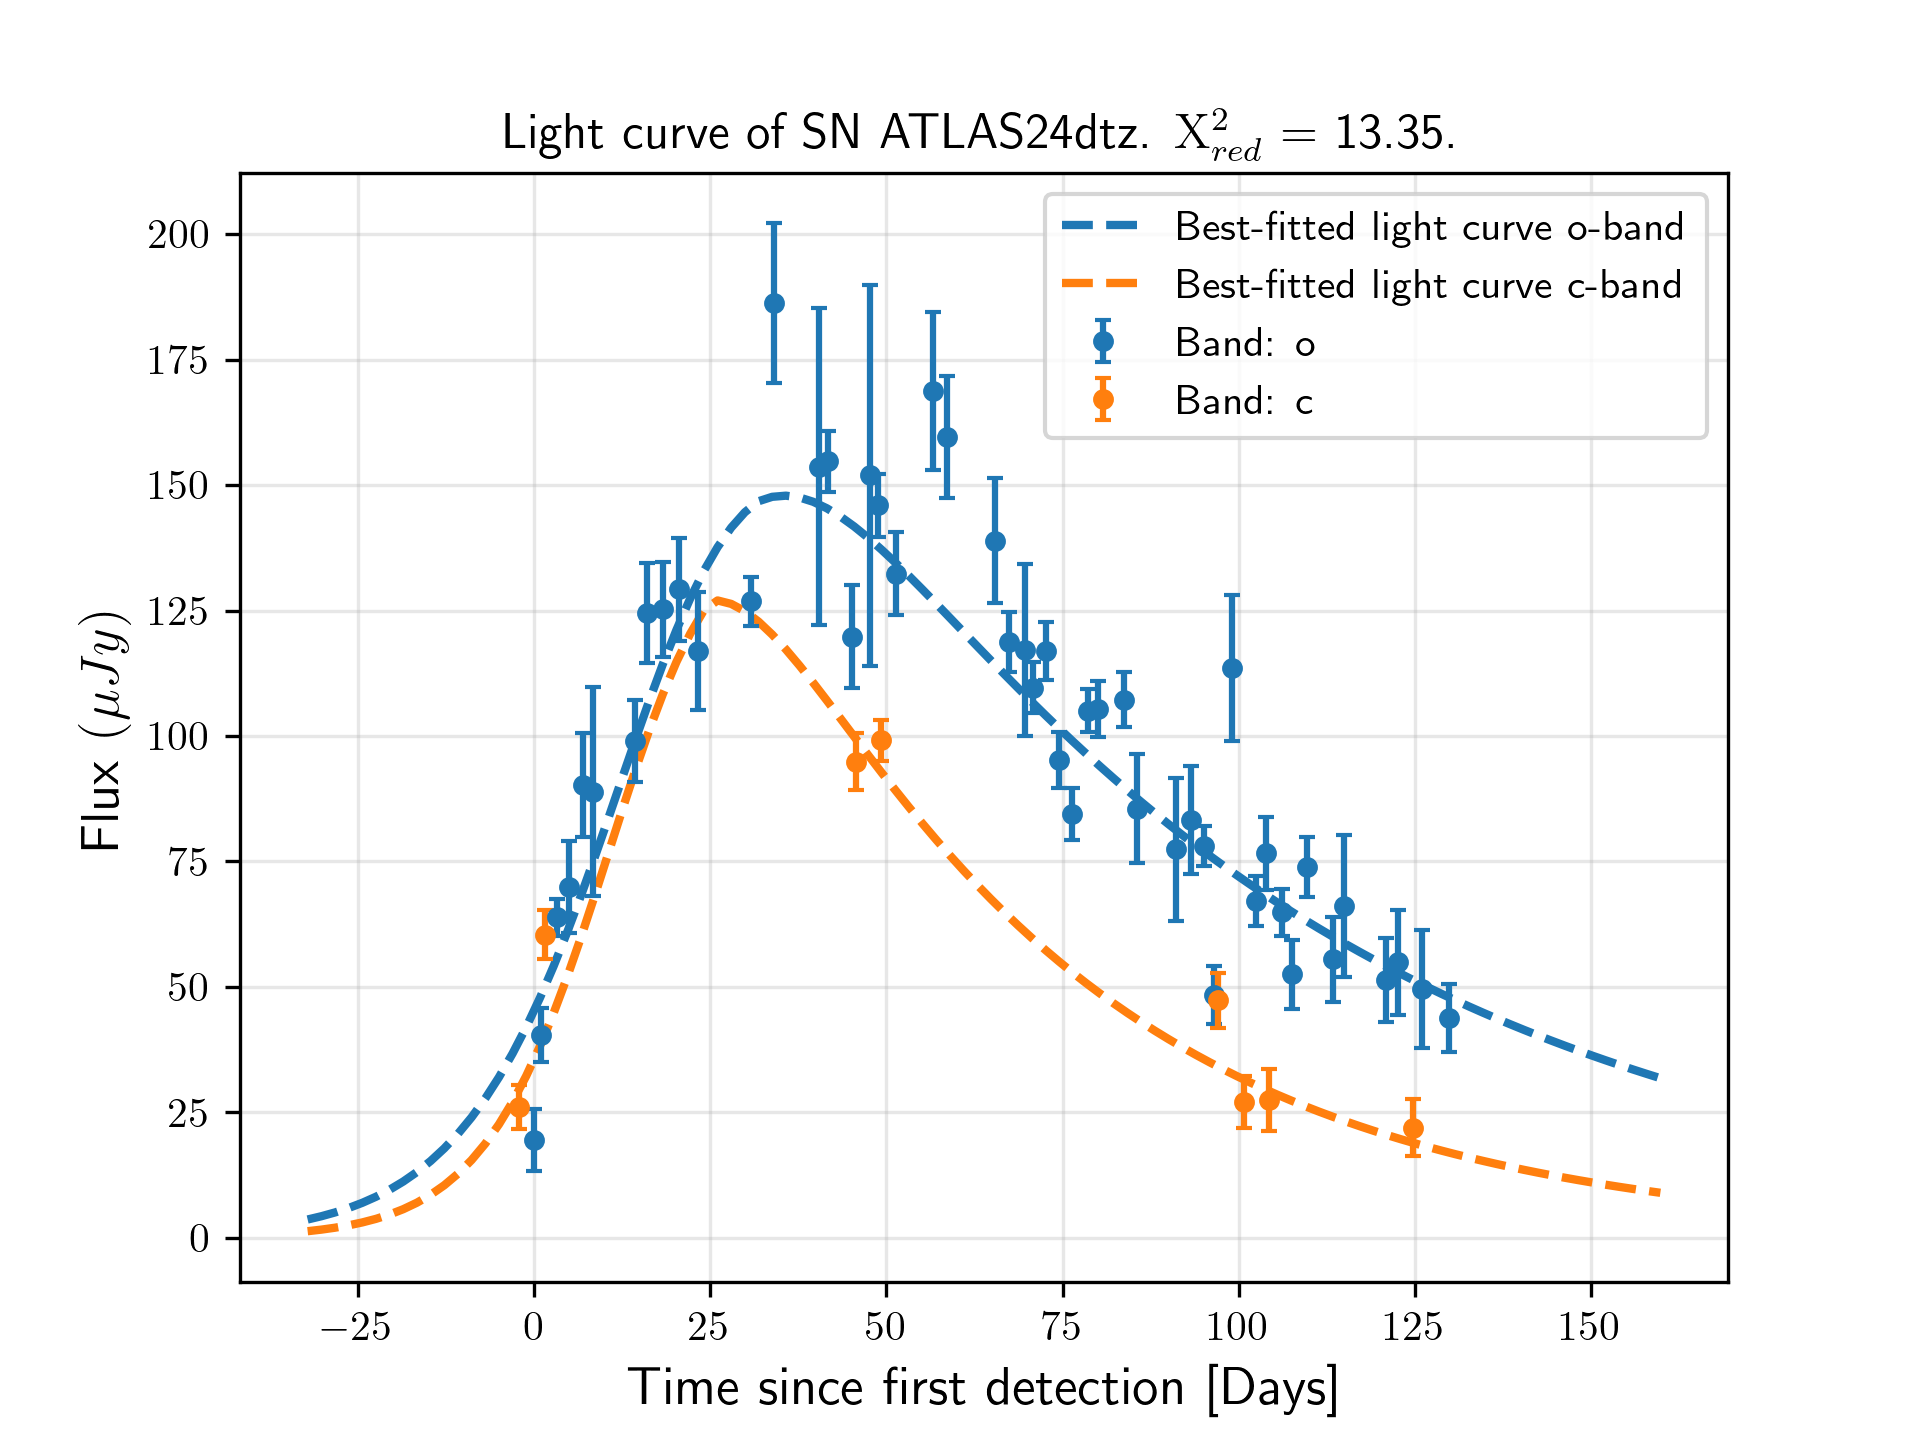 Light curve of SN ATLAS24dtz. X²_red = 13.35.
Best-fitted light curve o-band
Best-fitted light curve c-band
Band: o
Band: c
200
175
150
125
100
75
50
25
0
Flux (μJy)
−25 0 25 50 75 100 125 150
Time since first detection [Days]